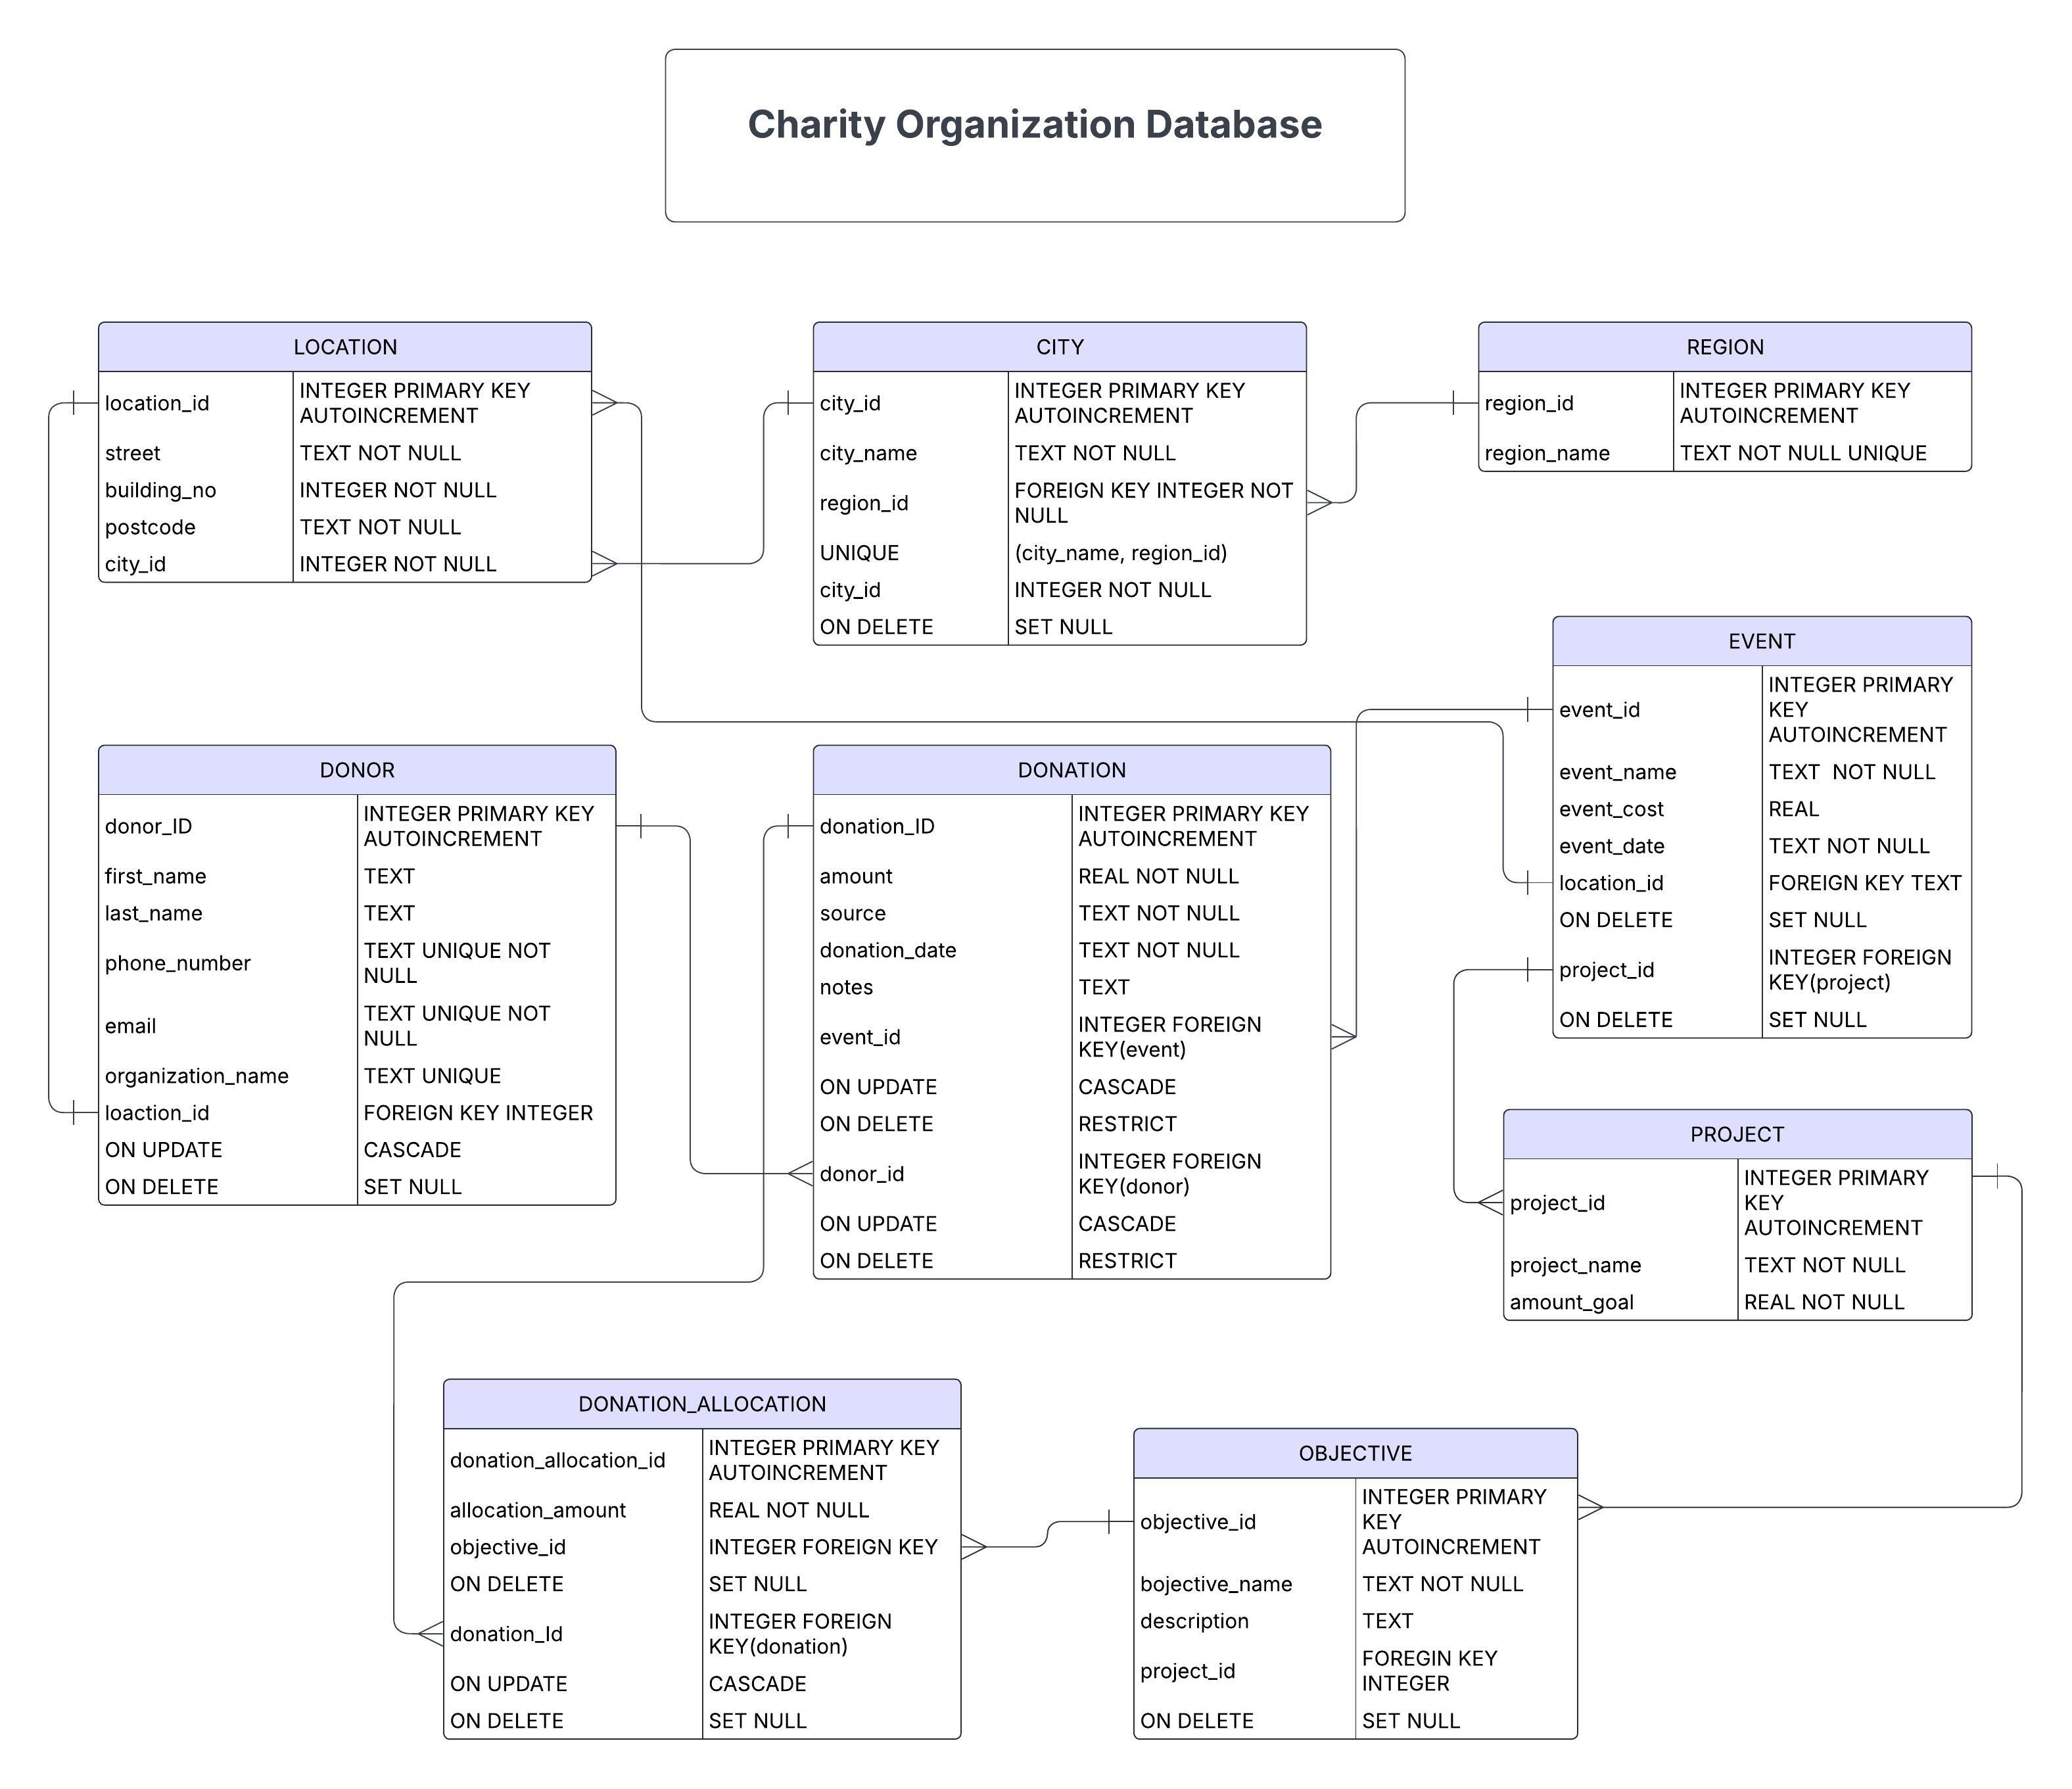 Charity Organization Database
LOCATION
location_id
INTEGER PRIMARY KEY
AUTOINCREMENT
street
TEXT NOT NULL
building_no
INTEGER NOT NULL
postcode
TEXT NOT NULL
city_id
INTEGER NOT NULL
CITY
city_id
INTEGER PRIMARY KEY
AUTOINCREMENT
city_name
TEXT NOT NULL
region_id
FOREIGN KEY INTEGER NOT
NULL
UNIQUE
(city_name, region_id)
city_id
INTEGER NOT NULL
ON DELETE
SET NULL
REGION
region_id
INTEGER PRIMARY KEY
AUTOINCREMENT
region_name
TEXT NOT NULL UNIQUE
EVENT
event_id
INTEGER PRIMARY
KEY
AUTOINCREMENT
event_name
TEXT  NOT NULL
event_cost
REAL
event_date
TEXT NOT NULL
location_id
FOREIGN KEY TEXT
ON DELETE
SET NULL
project_id
INTEGER FOREIGN
KEY(project)
ON DELETE
SET NULL
DONOR
donor_ID
INTEGER PRIMARY KEY
AUTOINCREMENT
first_name
TEXT
last_name
TEXT
phone_number
TEXT UNIQUE NOT
NULL
email
TEXT UNIQUE NOT
NULL
organization_name
TEXT UNIQUE
loaction_id
FOREIGN KEY INTEGER
ON UPDATE
CASCADE
ON DELETE
SET NULL
DONATION
donation_ID
INTEGER PRIMARY KEY
AUTOINCREMENT
amount
REAL NOT NULL
source
TEXT NOT NULL
donation_date
TEXT NOT NULL
notes
TEXT
event_id
INTEGER FOREIGN
KEY(event)
ON UPDATE
CASCADE
ON DELETE
RESTRICT
donor_id
INTEGER FOREIGN
KEY(donor)
ON UPDATE
CASCADE
ON DELETE
RESTRICT
PROJECT
project_id
INTEGER PRIMARY
KEY
AUTOINCREMENT
project_name
TEXT NOT NULL
amount_goal
REAL NOT NULL
DONATION_ALLOCATION
donation_allocation_id
INTEGER PRIMARY KEY
AUTOINCREMENT
allocation_amount
REAL NOT NULL
objective_id
INTEGER FOREIGN KEY
ON DELETE
SET NULL
donation_Id
INTEGER FOREIGN
KEY(donation)
ON UPDATE
CASCADE
ON DELETE
SET NULL
OBJECTIVE
objective_id
INTEGER PRIMARY
KEY
AUTOINCREMENT
bojective_name
TEXT NOT NULL
description
TEXT
project_id
FOREGIN KEY
INTEGER
ON DELETE
SET NULL